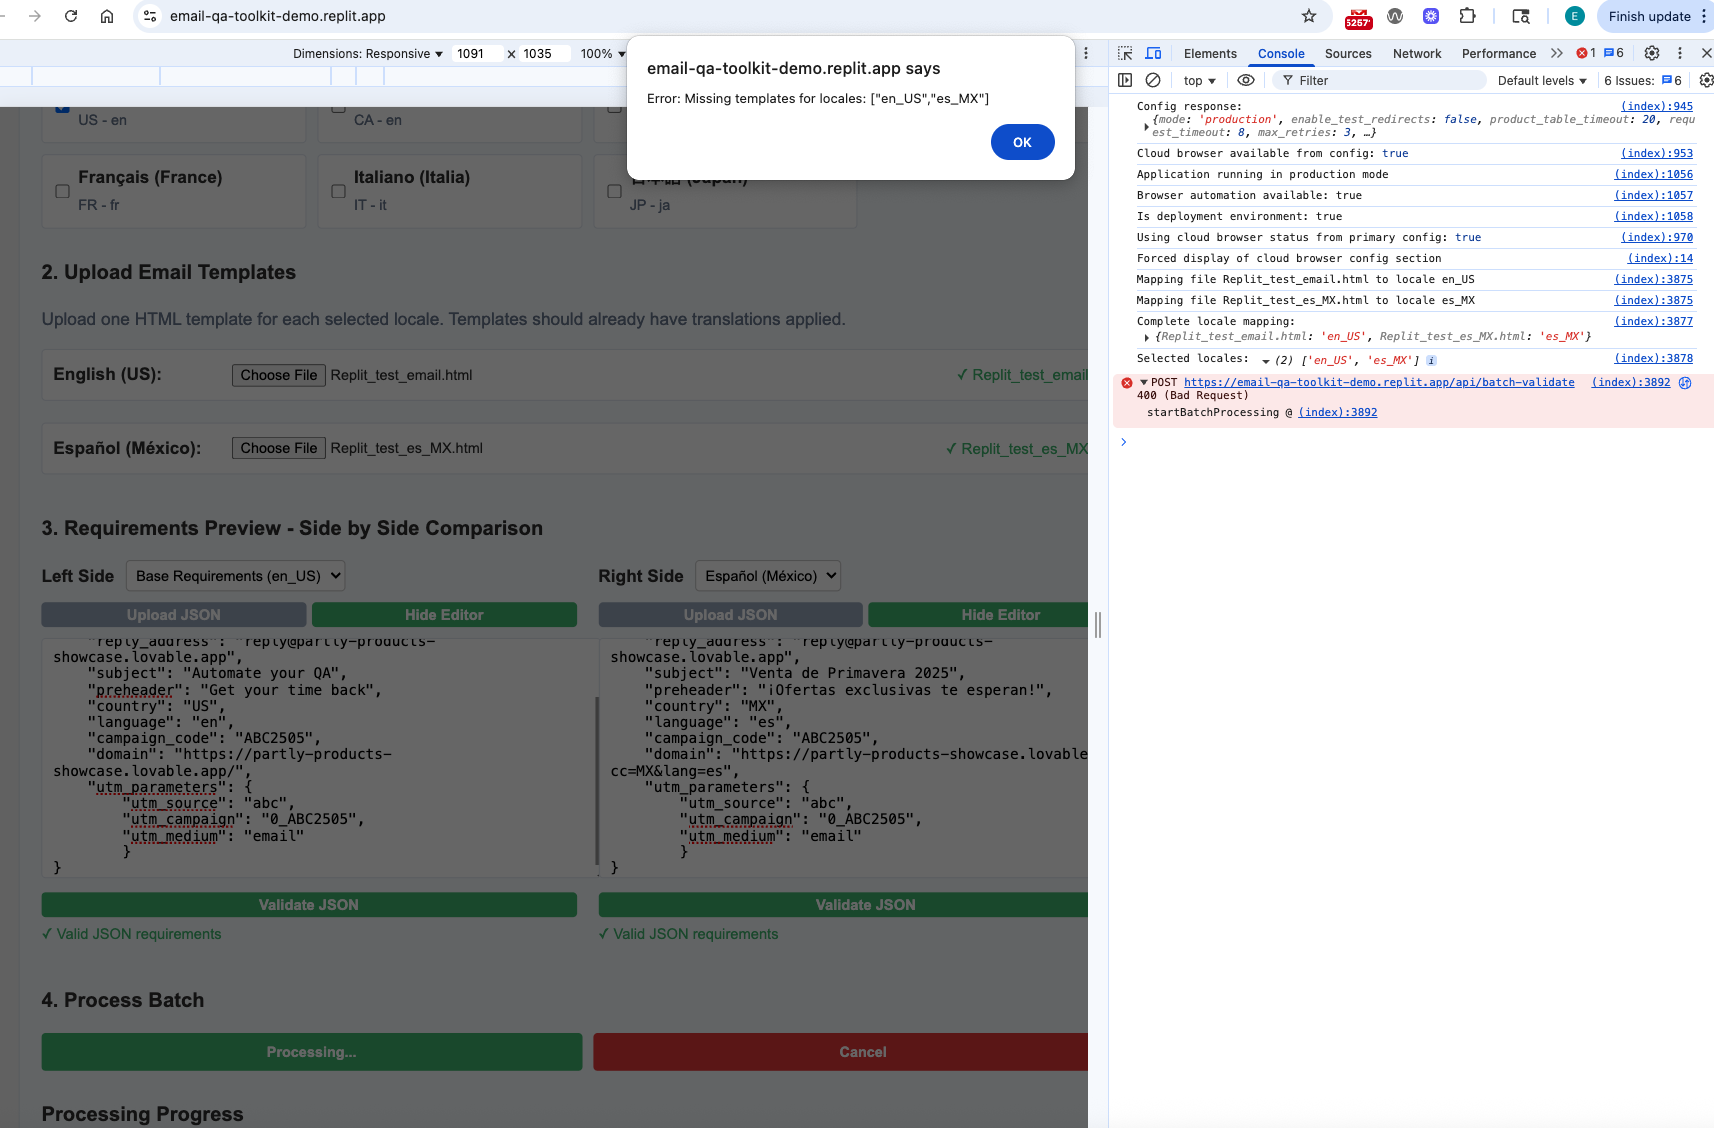 email-qa-toolkit-demo.replit.app
5257
E
Finish update
Dimensions: Responsive
1091 x 1035
100%
Elements
Console
Sources
Network
Performance
1
6
top
Filter
Default levels
6 Issues:
6
email-qa-toolkit-demo.replit.app says
Error: Missing templates for locales: ["en_US","es_MX"]
OK
US - en
CA - en
Français (France)
FR - fr
Italiano (Italia)
IT - it
JP - ja
2. Upload Email Templates
Upload one HTML template for each selected locale. Templates should already have translations applied.
English (US):
Choose File Replit_test_email.html
✓ Replit_test_email
Español (México):
Choose File Replit_test_es_MX.html
✓ Replit_test_es_MX
3. Requirements Preview - Side by Side Comparison
Left Side
Base Requirements (en_US)
Upload JSON
Hide Editor
"reply_address": "reply@partly-products-
showcase.lovable.app",
"subject": "Automate your QA",
"preheader": "Get your time back",
"country": "US",
"language": "en",
"campaign_code": "ABC2505",
"domain": "https://partly-products-
showcase.lovable.app/",
"utm_parameters": {
"utm_source": "abc",
"utm_campaign": "0_ABC2505",
"utm_medium": "email"
}
}
Validate JSON
✓ Valid JSON requirements
Right Side
Español (México)
Upload JSON
Hide Editor
"reply_address": "reply@partly-products-
showcase.lovable.app",
"subject": "Venta de Primavera 2025",
"preheader": "¡Ofertas exclusivas te esperan!",
"country": "MX",
"language": "es",
"campaign_code": "ABC2505",
"domain": "https://partly-products-showcase.lovable
cc=MX&lang=es",
"utm_parameters": {
"utm_source": "abc",
"utm_campaign": "0_ABC2505",
"utm_medium": "email"
}
}
Validate JSON
✓ Valid JSON requirements
4. Process Batch
Processing...
Cancel
Processing Progress
Config response: (index):945
{mode: 'production', enable_test_redirects: false, product_table_timeout: 20, requ
est_timeout: 8, max_retries: 3, …}
Cloud browser available from config: true (index):953
Application running in production mode (index):1056
Browser automation available: true (index):1057
Is deployment environment: true (index):1058
Using cloud browser status from primary config: true (index):970
Forced display of cloud browser config section (index):14
Mapping file Replit_test_email.html to locale en_US (index):3875
Mapping file Replit_test_es_MX.html to locale es_MX (index):3875
Complete locale mapping: (index):3877
{Replit_test_email.html: 'en_US', Replit_test_es_MX.html: 'es_MX'}
Selected locales: (2) ['en_US', 'es_MX'] i (index):3878
POST https://email-qa-toolkit-demo.replit.app/api/batch-validate (index):3892
400 (Bad Request)
startBatchProcessing @ (index):3892